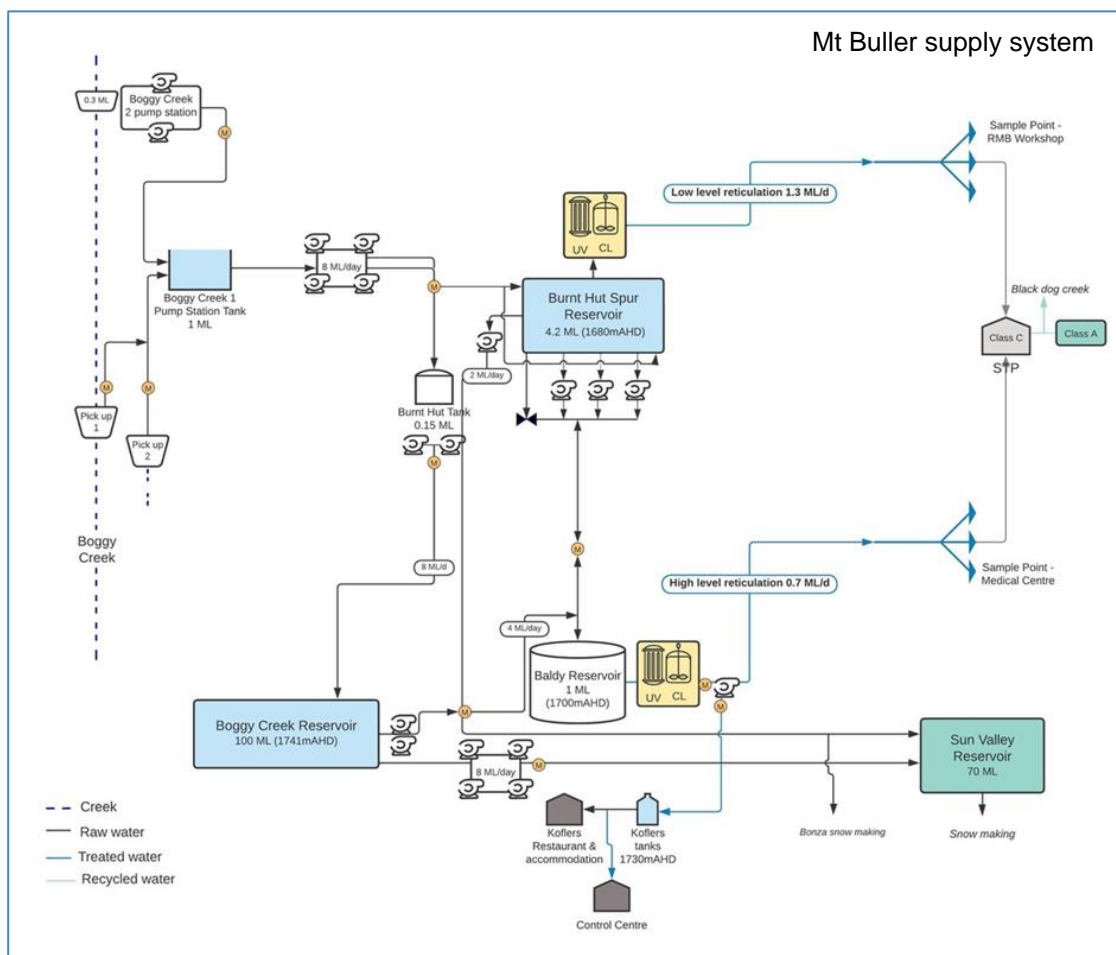 Mt Buller supply system
0.3 ML
Boggy Creek
2 pump station
M
Sample Point -
RMB Workshop
Low level reticulation 1.3 ML/d
UV
CL
8 ML/day
Boggy Creek 1
Pump Station Tank
1 ML
M
Burnt Hut Spur
Reservoir
4.2 ML (1680mAHD)
Black dog creek
Class C
Class A
STP
2 ML/day
M
M
Burnt Hut Tank
0.15 ML
Pick up
1
Pick up
2
M
Boggy
Creek
M
8 ML/d
High level reticulation 0.7 ML/d
Sample Point -
Medical Centre
4 ML/day
Baldy Reservoir
1 ML
(1700mAHD)
UV
CL
M
M
Boggy Creek Reservoir
100 ML (1741mAHD)
M
8 ML/day
M
Sun Valley
Reservoir
70 ML
Creek
Raw water
Treated water
Recycled water
Koflers
Restaurant &
accommodation
Koflers
tanks
1730mAHD
Bonza snow making
Snow making
Control Centre